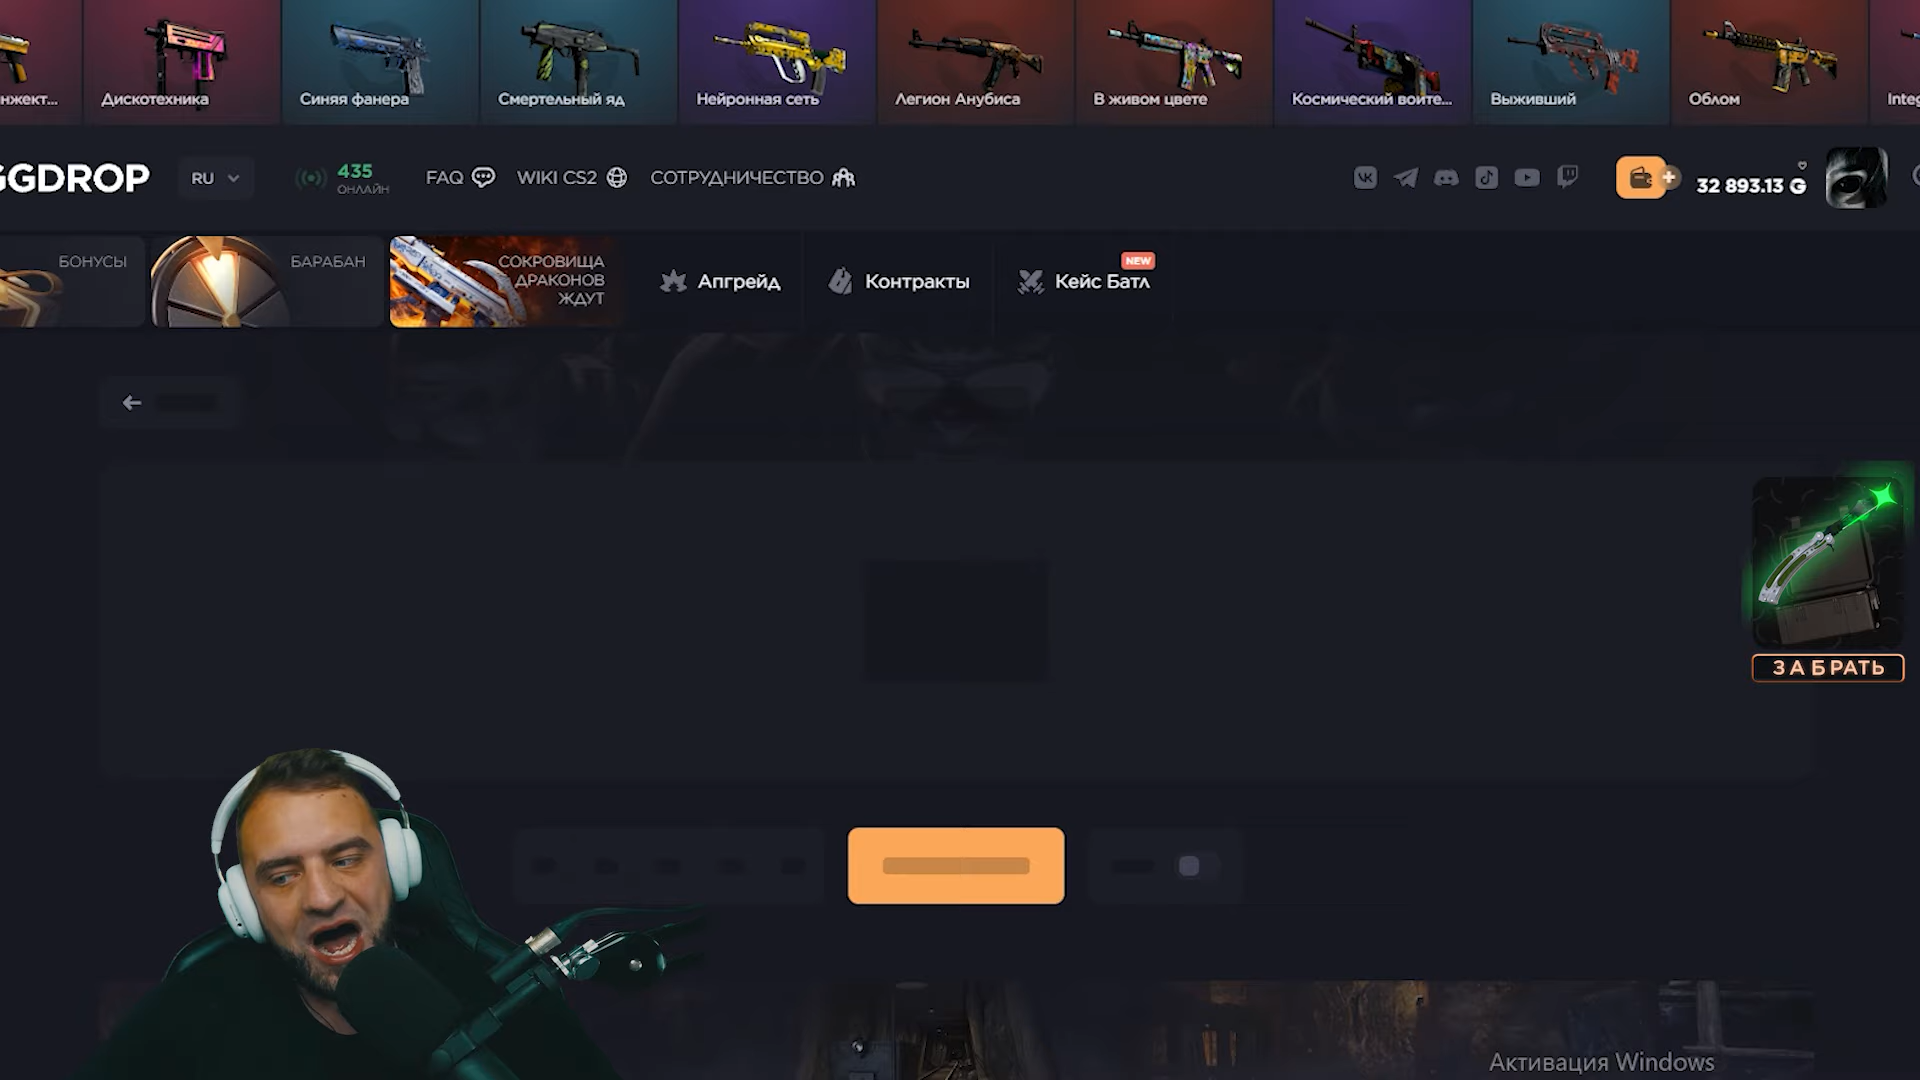 нжект...
Дискотехника
Синяя фанера
Смертельный яд
Нейронная сеть
Легион Анубиса
В живом цвете
Космический воите...
Выживший
Облом
Integ
GGDROP
RU
435
ОНЛАЙН
FAQ
WIKI CS2
СОТРУДНИЧЕСТВО
32 893.13 G
БОНУСЫ
БАРАБАН
СОКРОВИЩА
ДРАКОНОВ
ЖДУТ
Апгрейд
Контракты
Кейс Батл
NEW
ЗАБРАТЬ
Активация Windows